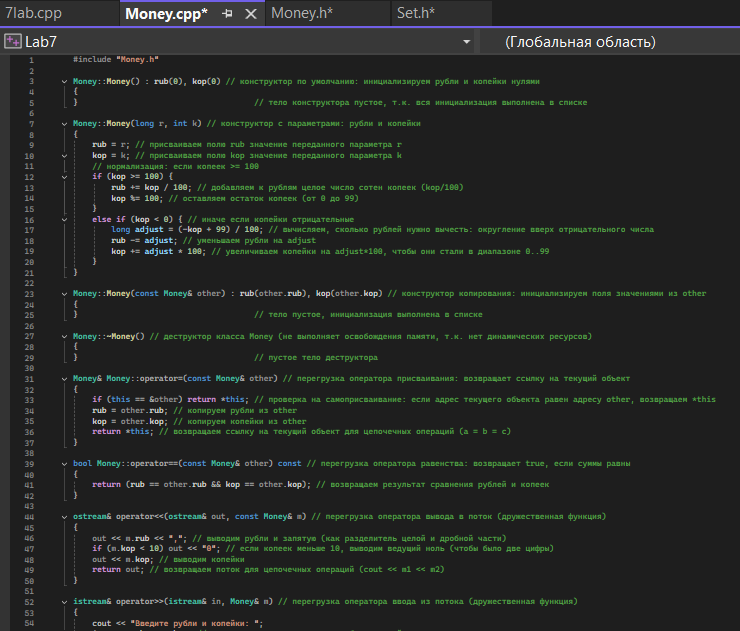 7lab.cpp Money.cpp* Money.h* Set.h*
Lab7 (Глобальная область)
1 #include "Money.h"
2
3 Money::Money() : rub(0), kop(0) // конструктор по умолчанию: инициализируем рубли и копейки нулями
4 {
5 } // тело конструктора пустое, т.к. вся инициализация выполнена в списке
6
7 Money::Money(long r, int k) // конструктор с параметрами: рубли и копейки
8 {
9 rub = r; // присваиваем полю rub значение переданного параметра r
10 kop = k; // присваиваем полю kop значение переданного параметра k
11 // нормализация: если копеек >= 100
12 if (kop >= 100) {
13 rub += kop / 100; // добавляем к рублям целое число сотен копеек (kop/100)
14 kop %= 100; // оставляем остаток копеек (от 0 до 99)
15 }
16 else if (kop < 0) { // иначе если копейки отрицательные
17 long adjust = (-kop + 99) / 100; // вычисляем, сколько рублей нужно вычесть: округление вверх отрицательного числа
18 rub -= adjust; // уменьшаем рубли на adjust
19 kop += adjust * 100; // увеличиваем копейки на adjust*100, чтобы они стали в диапазоне 0..99
20 }
21 }
22
23 Money::Money(const Money& other) : rub(other.rub), kop(other.kop) // конструктор копирования: инициализируем поля значениями из other
24 {
25 } // тело пустое, инициализация выполнена в списке
26
27 Money::~Money() // деструктор класса Money (не выполняет освобождения памяти, т.к. нет динамических ресурсов)
28 {
29 } // пустое тело деструктора
30
31 Money& Money::operator=(const Money& other) // перегрузка оператора присваивания: возвращает ссылку на текущий объект
32 {
33 if (this == &other) return *this; // проверка на самоприсваивание: если адрес текущего объекта равен адресу other, возвращаем *this
34 rub = other.rub; // копируем рубли из other
35 kop = other.kop; // копируем копейки из other
36 return *this; // возвращаем ссылку на текущий объект для цепочечных операций (a = b = c)
37 }
38
39 bool Money::operator==(const Money& other) const // перегрузка оператора равенства: возвращает true, если суммы равны
40 {
41 return (rub == other.rub && kop == other.kop); // возвращаем результат сравнения рублей и копеек
42 }
43
44 ostream& operator<<(ostream& out, const Money& m) // перегрузка оператора вывода в поток (дружественная функция)
45 {
46 out << m.rub << ","; // выводим рубли и запятую (как разделитель целой и дробной части)
47 if (m.kop < 10) out << "0"; // если копеек меньше 10, выводим ведущий ноль (чтобы было две цифры)
48 out << m.kop; // выводим копейки
49 return out; // возвращаем поток для цепочечных операций (cout << m1 << m2)
50 }
51
52 istream& operator>>(istream& in, Money& m) // перегрузка оператора ввода из потока (дружественная функция)
53 {
54 cout << "Введите рубли и копейки: ";